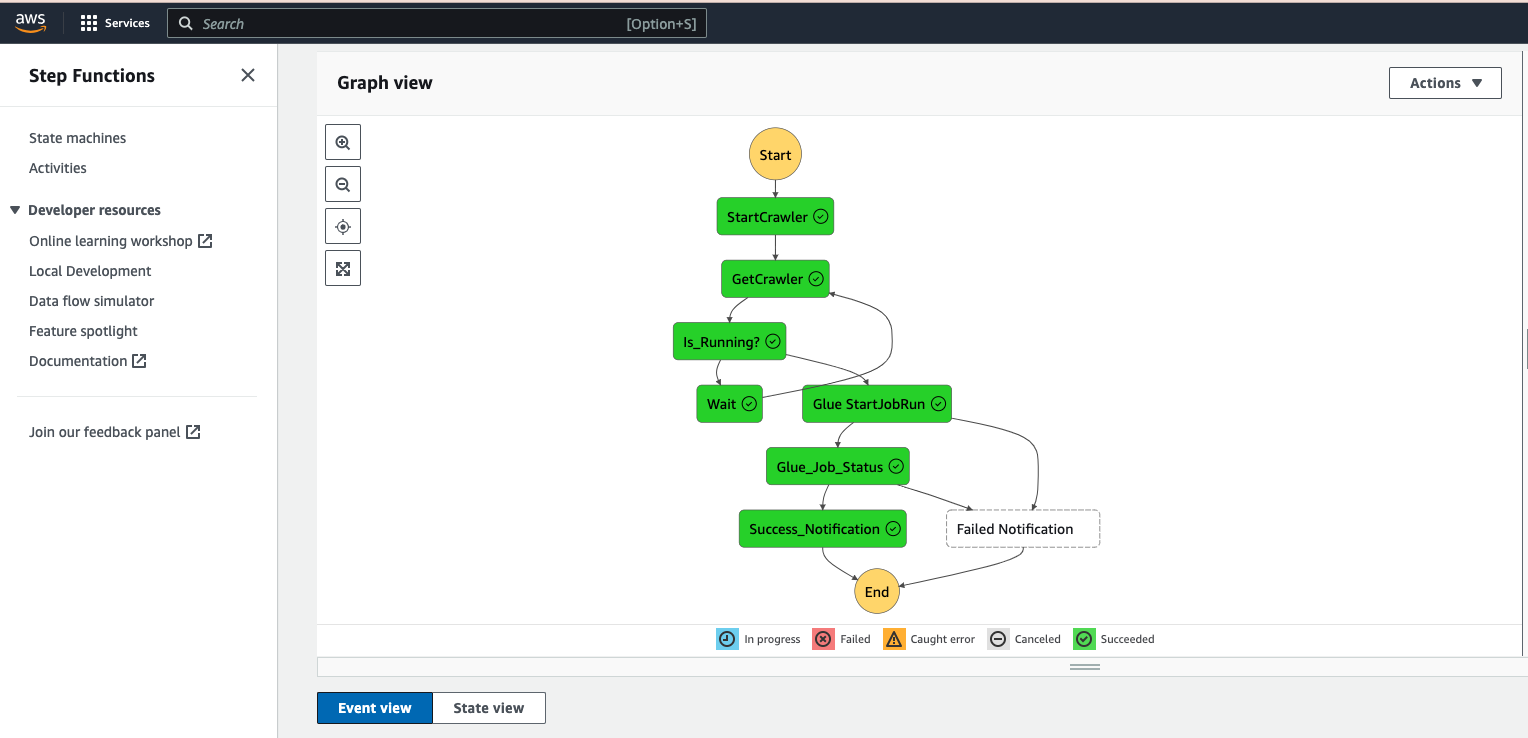 aws
Services
Search
[Option+S]
Step Functions
State machines
Activities
Developer resources
Online learning workshop
Local Development
Data flow simulator
Feature spotlight
Documentation
Join our feedback panel
Graph view
Actions
Start
StartCrawler
GetCrawler
Is_Running?
Wait
Glue StartJobRun
Glue_Job_Status
Success_Notification
Failed Notification
End
In progress
Failed
Caught error
Canceled
Succeeded
Event view
State view